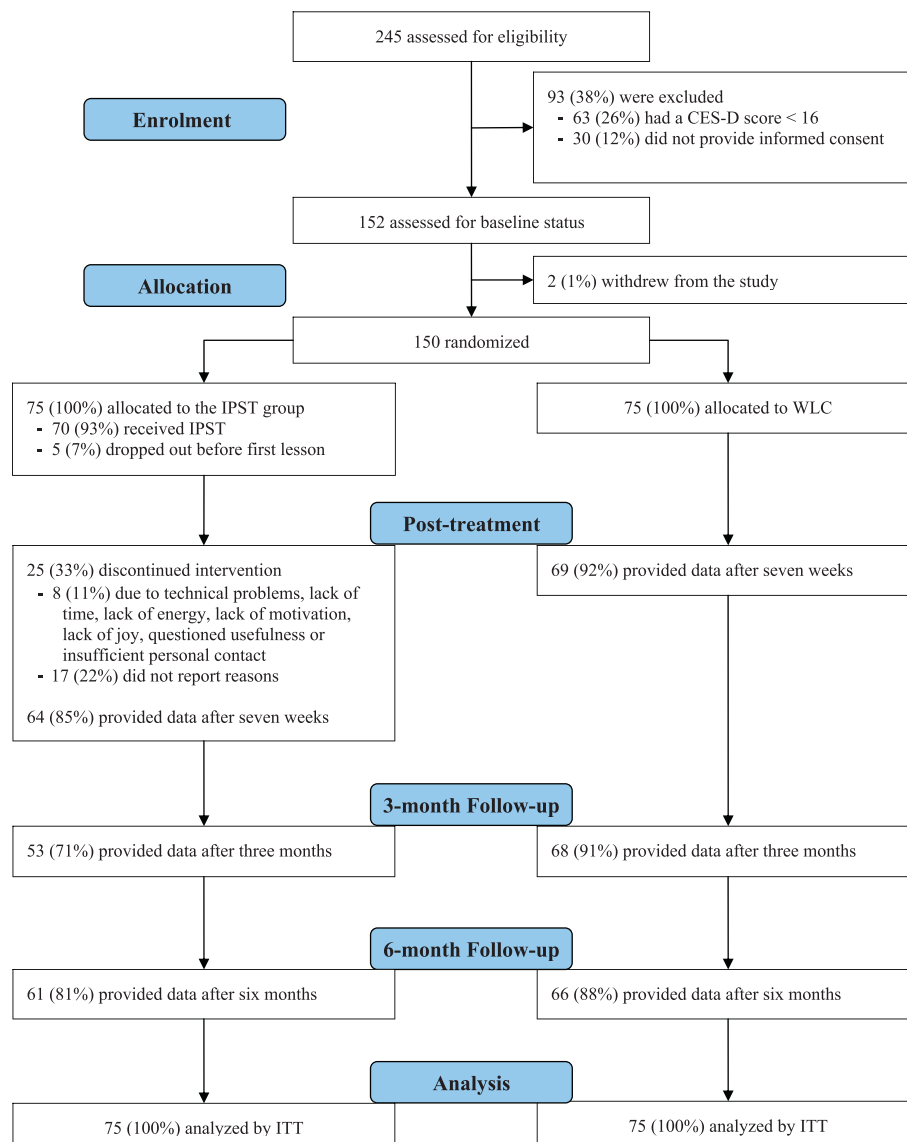 245 assessed for eligibility
Enrolment
93 (38%) were excluded
- 63 (26%) had a CES-D score < 16
- 30 (12%) did not provide informed consent
152 assessed for baseline status
Allocation
2 (1%) withdrew from the study
150 randomized
75 (100%) allocated to the IPST group
- 70 (93%) received IPST
- 5 (7%) dropped out before first lesson
75 (100%) allocated to WLC
Post-treatment
25 (33%) discontinued intervention
- 8 (11%) due to technical problems, lack of
time, lack of energy, lack of motivation,
lack of joy, questioned usefulness or
insufficient personal contact
- 17 (22%) did not report reasons
64 (85%) provided data after seven weeks
69 (92%) provided data after seven weeks
3-month Follow-up
53 (71%) provided data after three months
68 (91%) provided data after three months
6-month Follow-up
61 (81%) provided data after six months
66 (88%) provided data after six months
Analysis
75 (100%) analyzed by ITT
75 (100%) analyzed by ITT